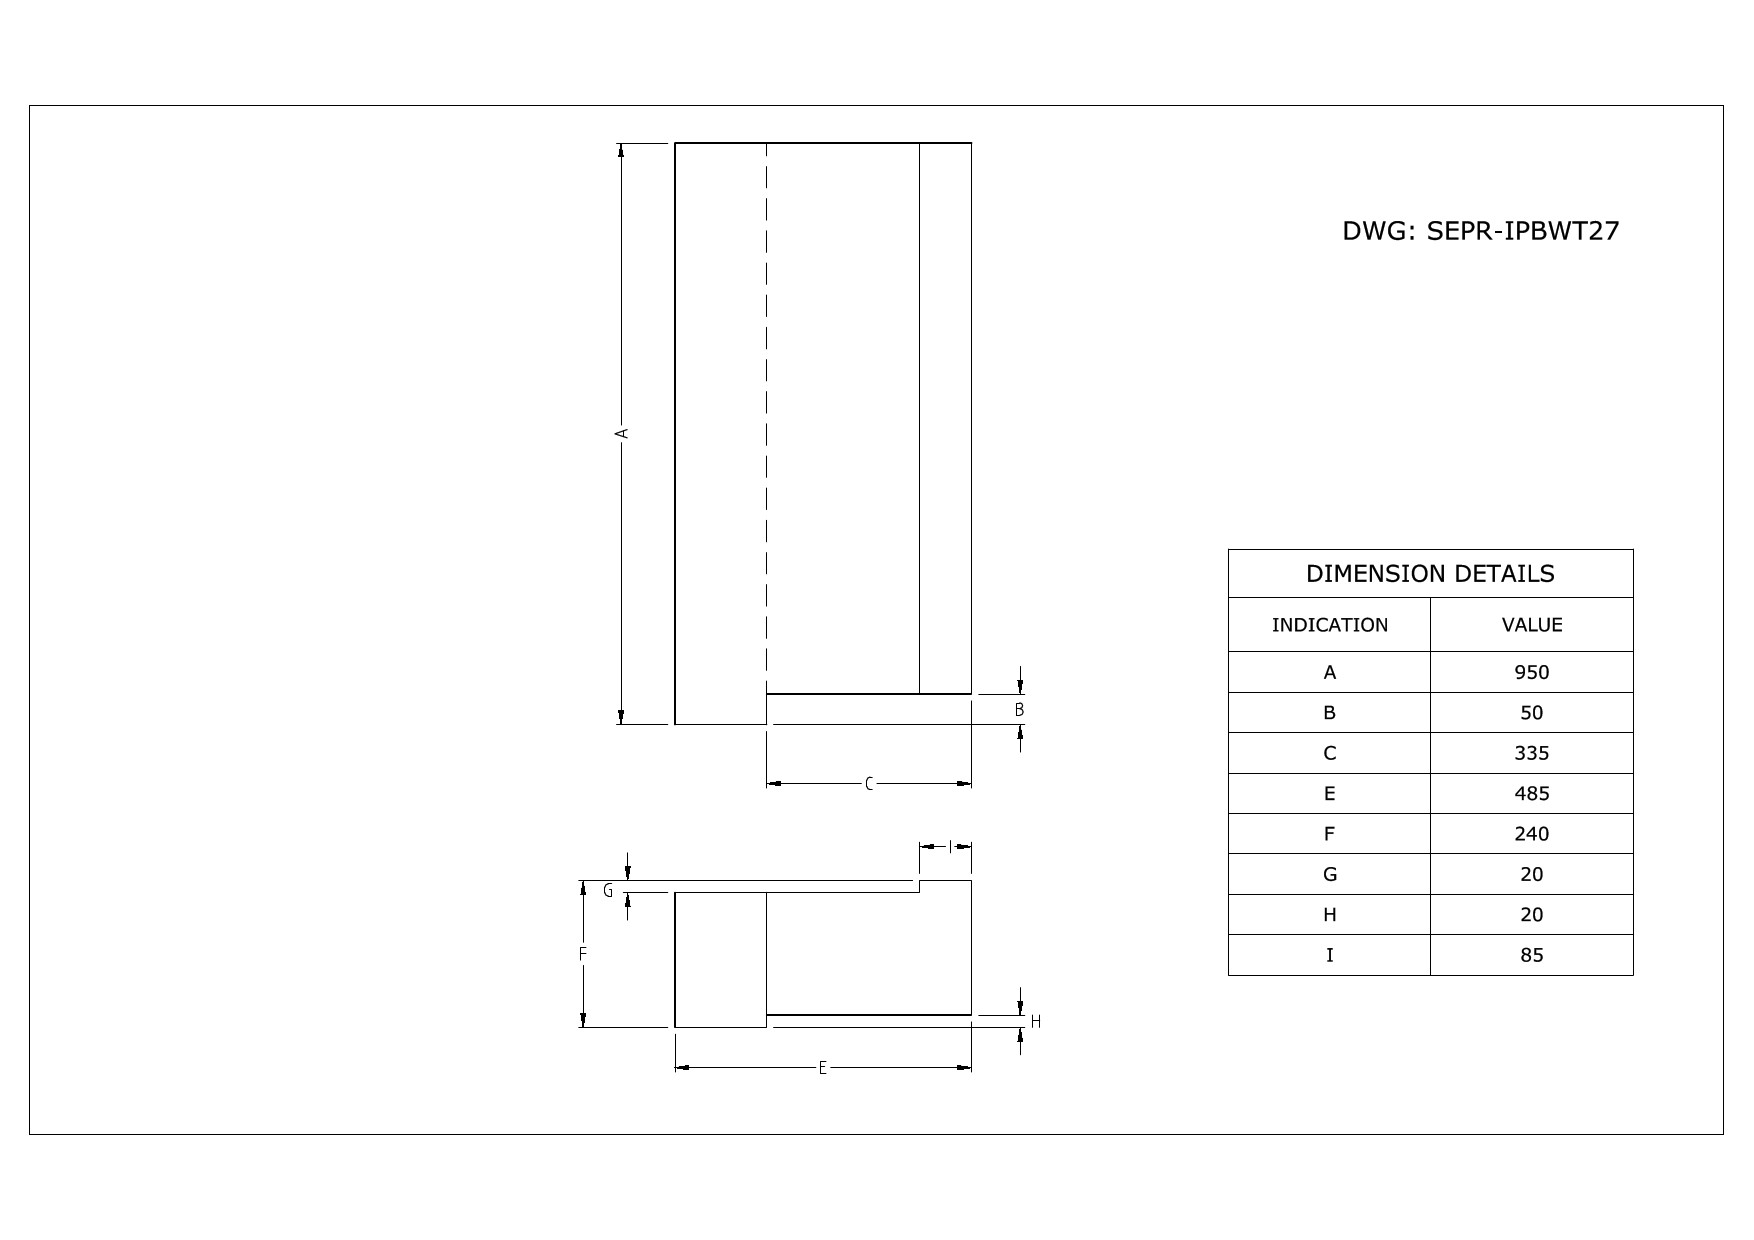 DWG: SEPR-IPBWT27
A
B
C
I
G
F
H
E
DIMENSION DETAILS
INDICATION VALUE
A 950
B 50
C 335
E 485
F 240
G 20
H 20
I 85